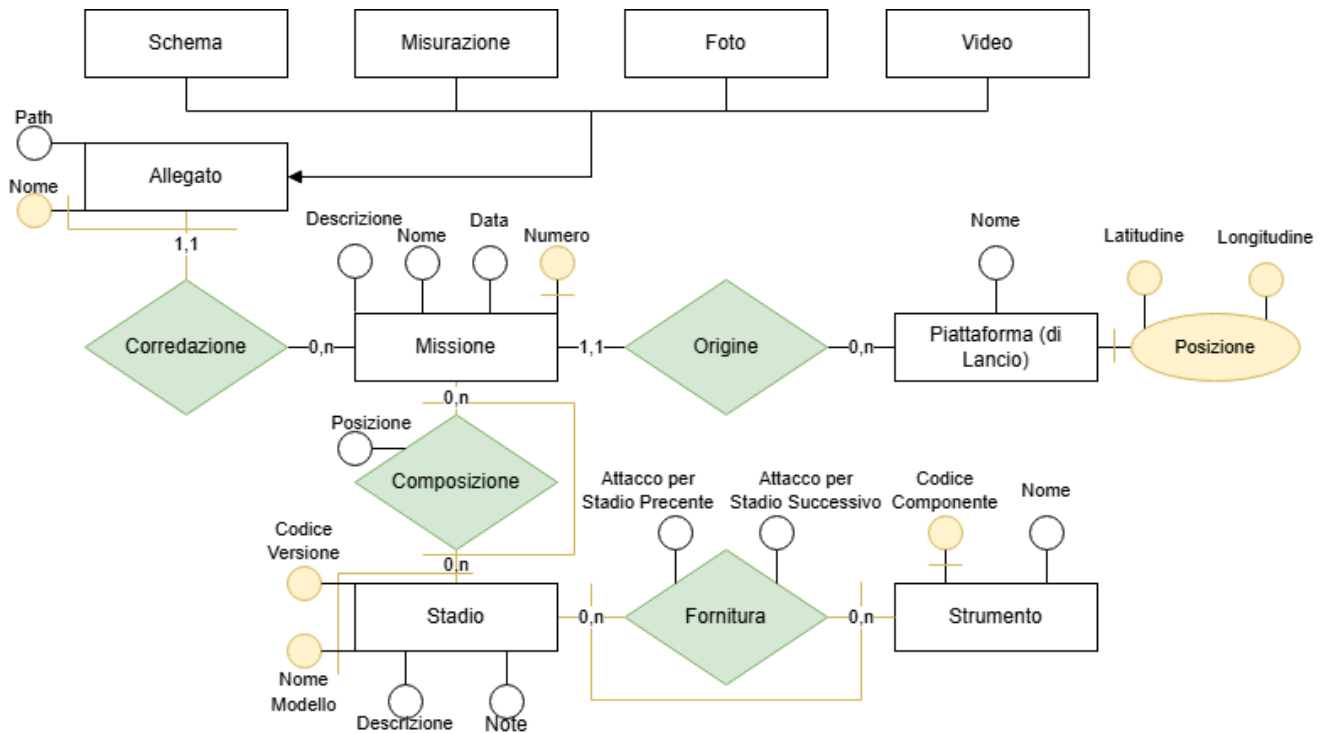 Schema
Misurazione
Foto
Video
Path
Allegato
Nome
1,1
Descrizione
Nome
Data
Numero
Nome
Latitudine
Longitudine
Corredazione
0,n
Missione
1,1
Origine
0,n
Piattaforma (di
Lancio)
Posizione
0,n
Posizione
Composizione
Attacco per
Stadio Precente
Attacco per
Stadio Successivo
Codice
Componente
Nome
Codice
Versione
0,n
Stadio
0,n
Fornitura
0,n
Strumento
Nome
Modello
Descrizione
Note